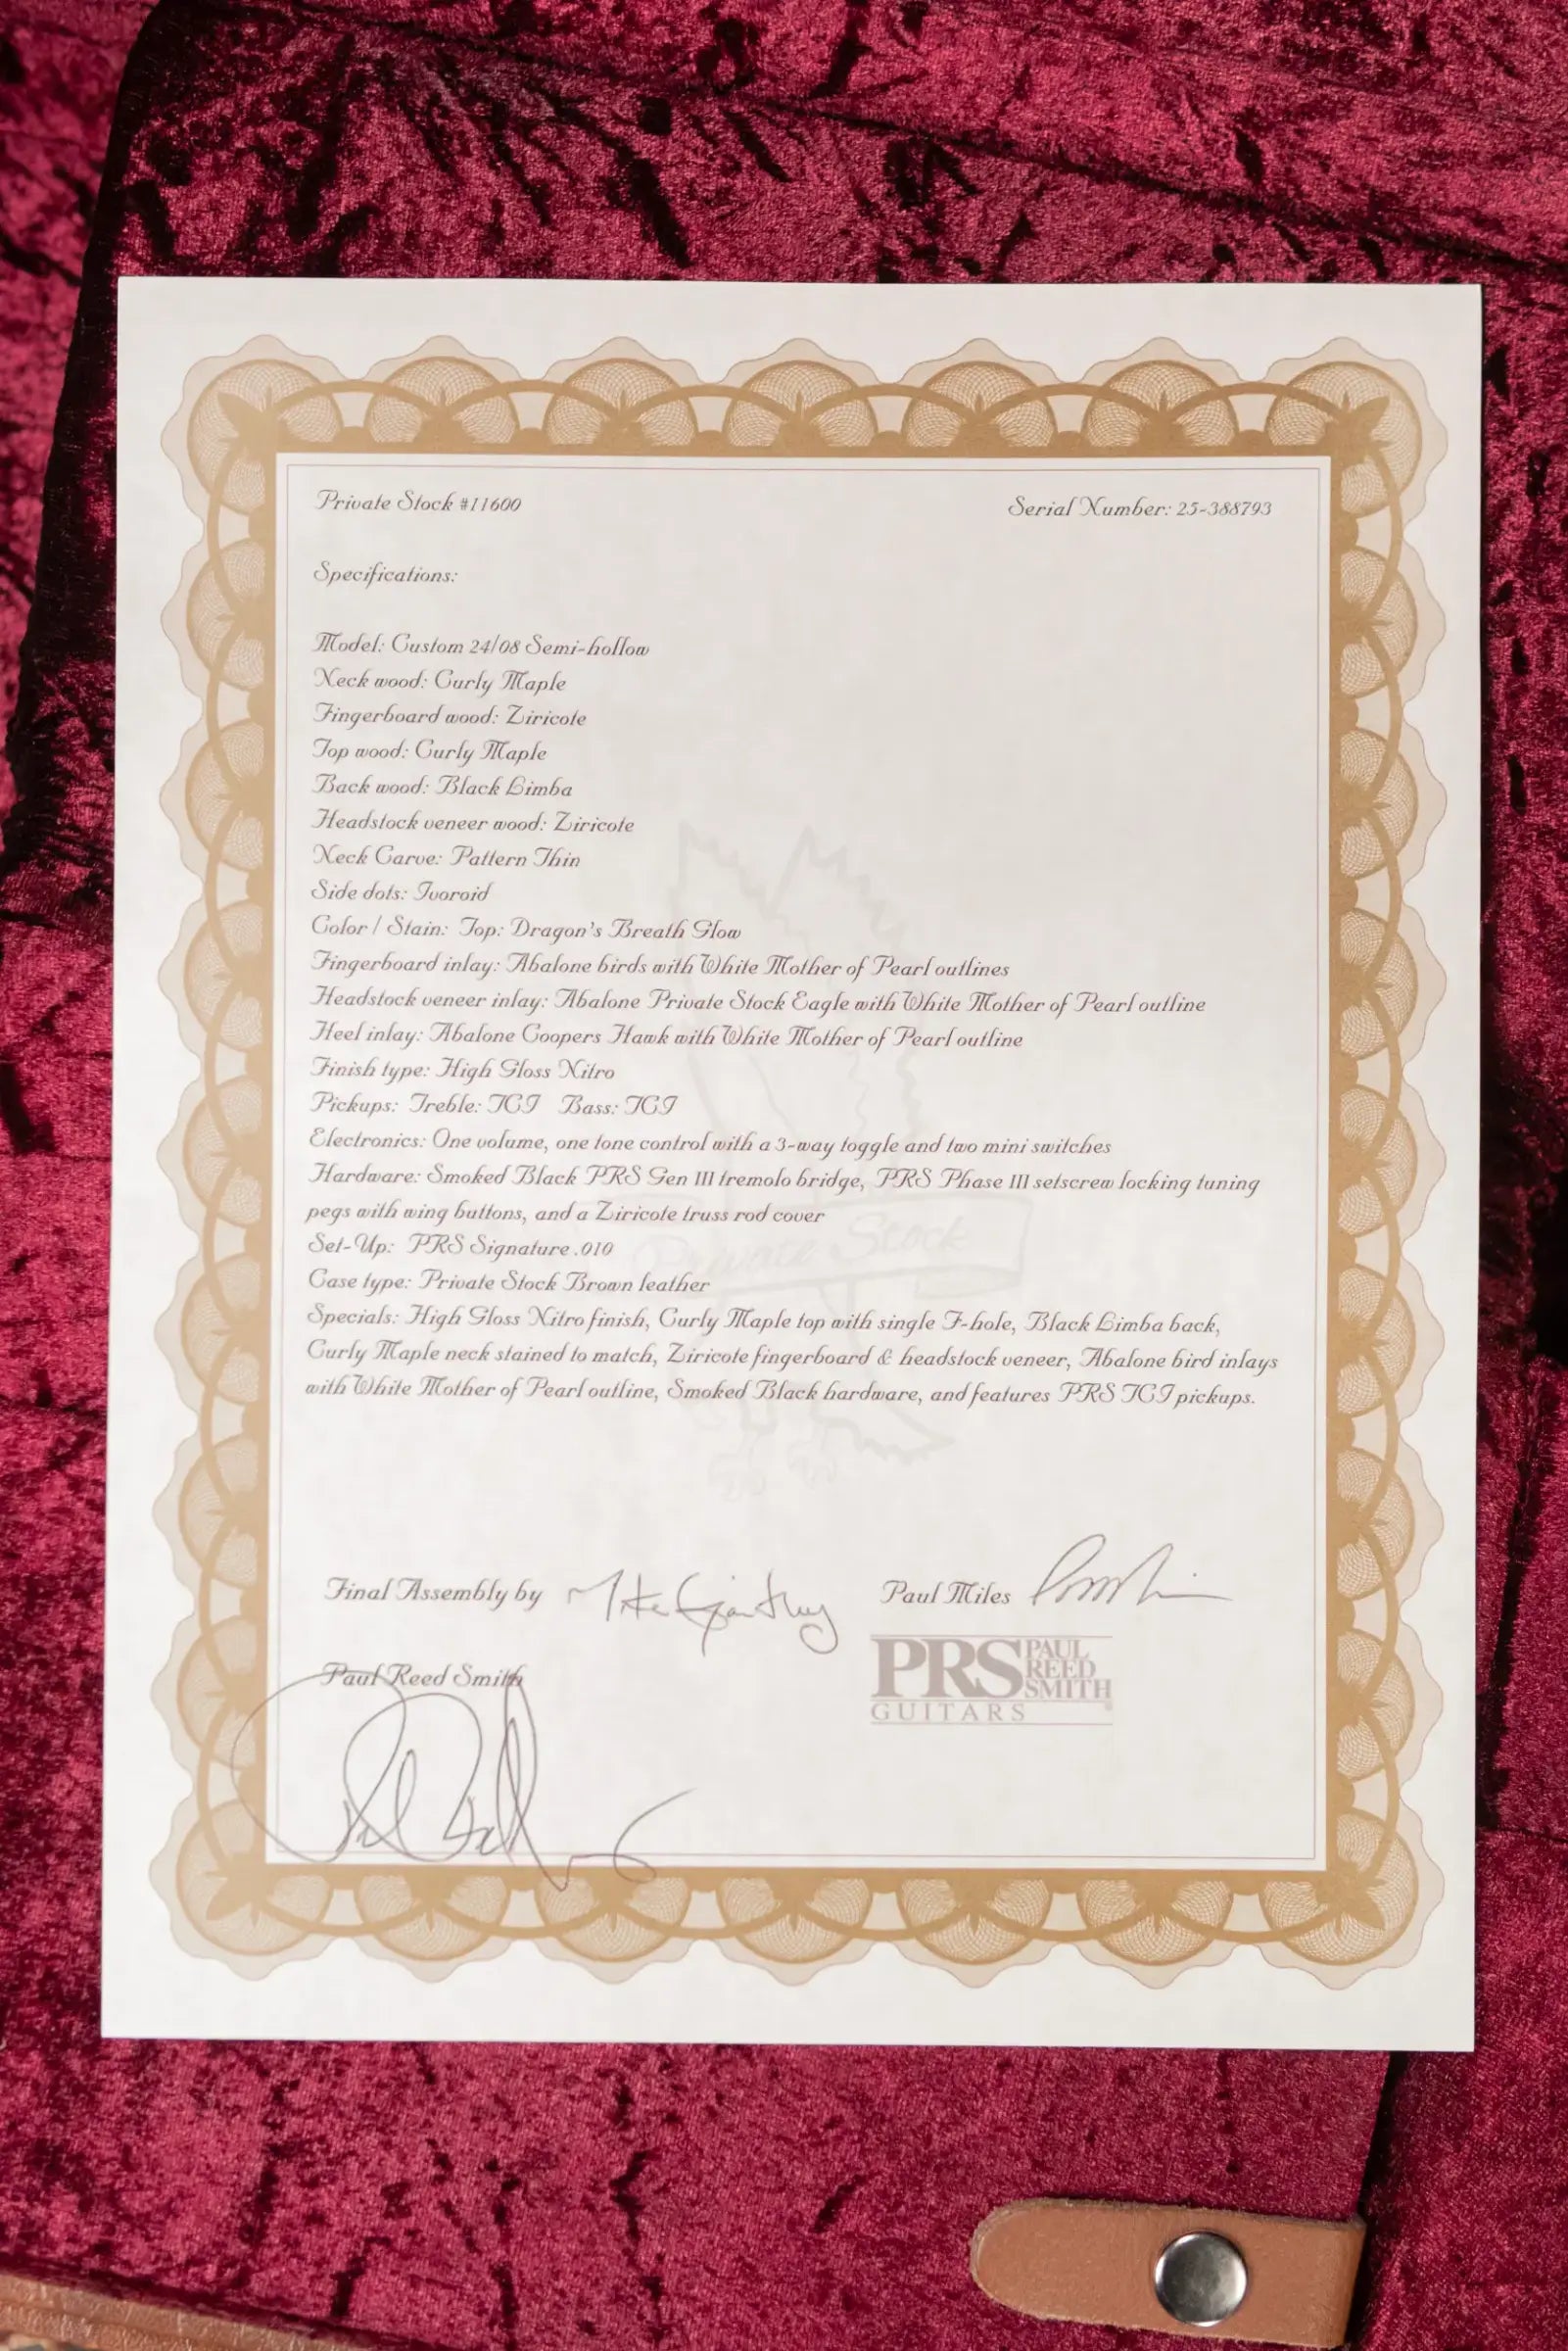 Private Stock #11600
Serial Number: 25-388793
Specifications:
Model: Custom 24/08 Semi-hollow
Neck wood: Curly Maple
Fingerboard wood: Ziricote
Top wood: Curly Maple
Back wood: Black Limba
Headstock veneer wood: Ziricote
Neck Carve: Pattern Thin
Side dots: Ivoroid
Color / Stain: Top: Dragon's Breath Glow
Fingerboard inlay: Abalone birds with White Mother of Pearl outlines
Headstock veneer inlay: Abalone Private Stock Eagle with White Mother of Pearl outline
Heel inlay: Abalone Coopers Hawk with White Mother of Pearl outline
Finish type: High Gloss Nitro
Pickups: Treble: TCI Bass: TCI
Electronics: One volume, one tone control with a 3-way toggle and two mini switches
Hardware: Smoked Black PRS Gen III tremolo bridge, PRS Phase III setscrew locking tuning
pegs with wing buttons, and a Ziricote truss rod cover
Set-Up: PRS Signature .010
Private Stock
Case type: Private Stock Brown leather
Specials: High Gloss Nitro finish, Curly Maple top with single F-hole, Black Limba back,
Curly Maple neck stained to match, Ziricote fingerboard & headstock veneer, Abalone bird inlays
with White Mother of Pearl outline, Smoked Black hardware, and features PRS TCI pickups.
Final Assembly by
Paul Miles
Paul Reed Smith
PRS PAUL
REED
SMITH
GUITARS